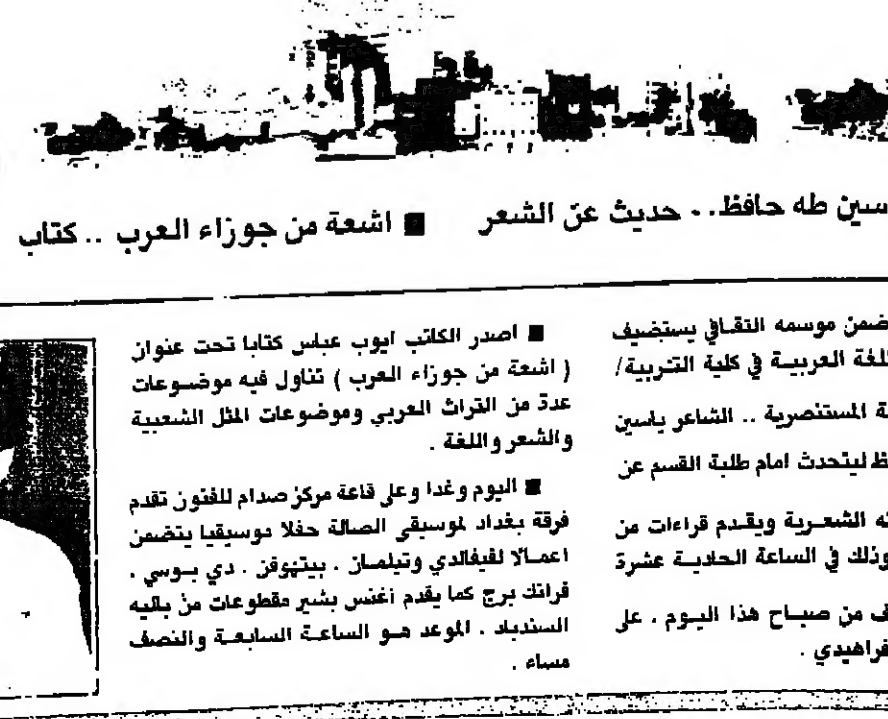 سين طه حافظ.. حديث عن الشعر ■ اشعة من جوزاء العرب .. كتاب
ضمن موسمه الثقافي يستضيف
للغة العربية في كلية التربية/
ة المستنصرية .. الشاعر ياسين
ظ ليتحدث امام طلبة القسم عن
ه الشعرية ويقدم قراءات من
وذلك في الساعة الحادية عشرة
ف من صباح هذا اليوم . على
فراهيدي .
■ اصدر الكاتب ايوب عباس كتابا تحت عنوان
( اشعة من جوزاء العرب ) تناول فيه موضوعات
عدة من التراث العربي وموضوعات المثل الشعبية
والشعر واللغة .
■ اليوم وغدا وعلى قاعة مركز صدام للفنون تقدم
فرقة بغداد لموسيقى الصالة حفلا موسيقيا يتضمن
اعمالا لفيفالدي وتيلمان . بيتهوفن . دي بوسي .
فرانك برج كما يقدم اغنس بشير مقطوعات من باليه
السندباد . الموعد هو الساعة السابعة والنصف
مساء .